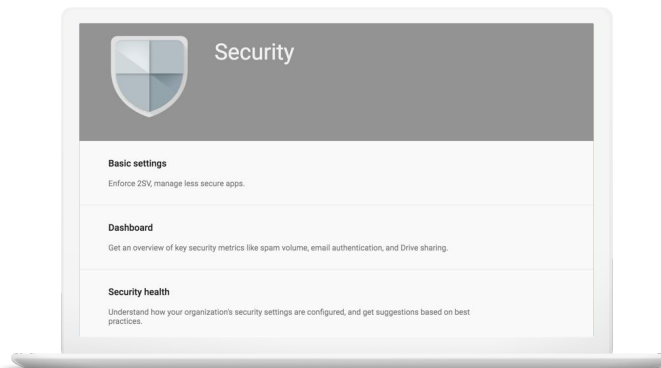 Security
Basic settings
Enforce 2SV, manage less secure apps.
Dashboard
Get an overview of key security metrics like spam volume, email authentication, and Drive sharing.
Security health
Understand how your organization's security settings are configured, and get suggestions based on best
practices.